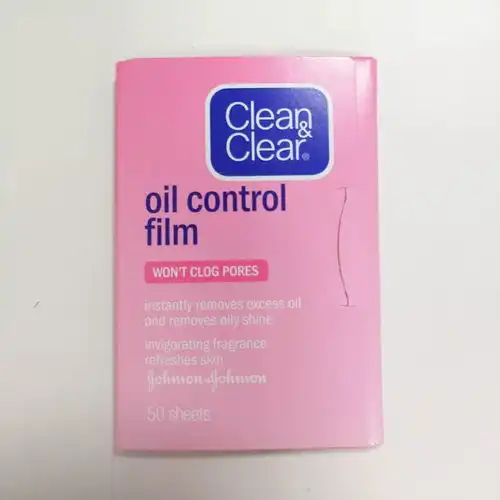 Clean &
Clear®
oil control
film
WON'T CLOG PORES
instantly removes excess oil
and removes oily shine
invigorating fragrance
refreshes skin
Johnson & Johnson
50 sheets